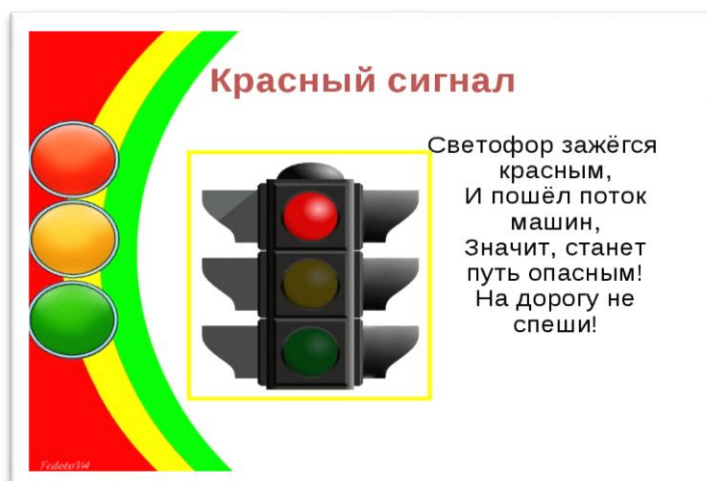 Красный сигнал
Светофор зажёгся
красным,
И пошёл поток
машин,
Значит, станет
путь опасным!
На дорогу не
спеши!